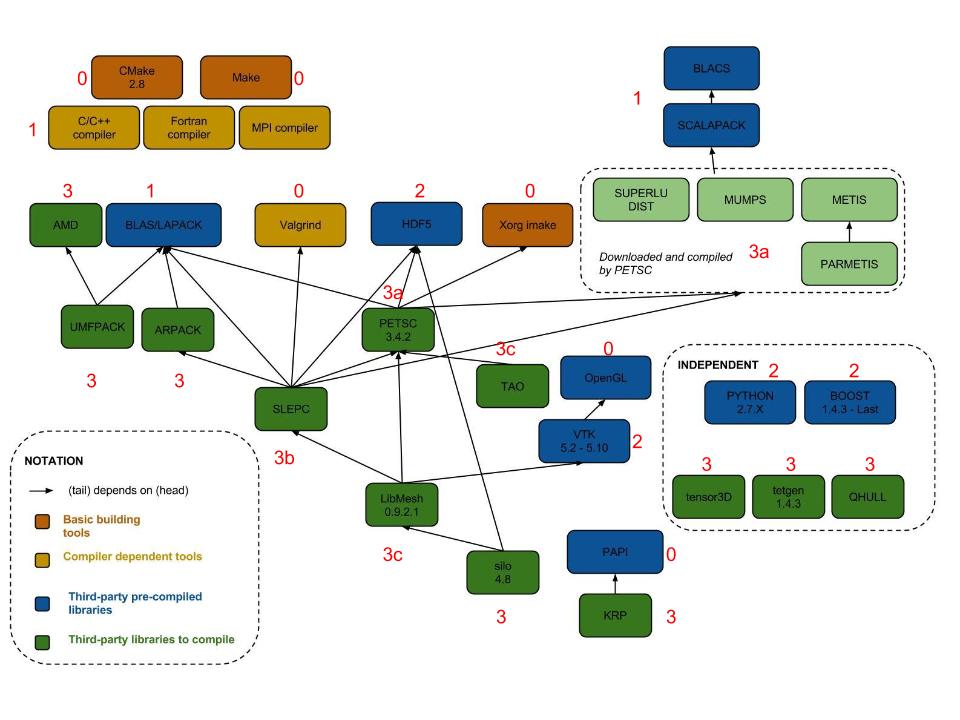 0
CMake
2.8
Make
0
1
C/C++
compiler
Fortran
compiler
MPI compiler
BLACS
1
SCALAPACK
3
1
0
2
0
AMD
BLAS/LAPACK
Valgrind
HDF5
Xorg imake
SUPERLU
DIST
MUMPS
METIS
Downloaded and compiled
by PETSC
3a
PARMETIS
3a
UMFPACK
ARPACK
PETSC
3.4.2
3
3
3c
TAO
0
OpenGL
SLEPC
3b
VTK
5.2 - 5.10
2
INDEPENDENT
2
2
PYTHON
2.7.X
BOOST
1.4.3 - Last
3
3
3
tensor3D
tetgen
1.4.3
QHULL
LibMesh
0.9.2.1
3c
silo
4.8
3
PAPI
0
KRP
3
NOTATION
(tail) depends on (head)
Basic building
tools
Compiler dependent tools
Third-party pre-compiled
libraries
Third-party libraries to compile